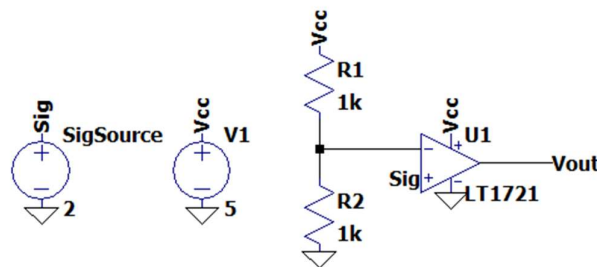 Sig
SigSource
2
Vcc
V1
5
Vcc
R1
1k
R2
1k
Vcc
U1
Sig
LT1721
Vout